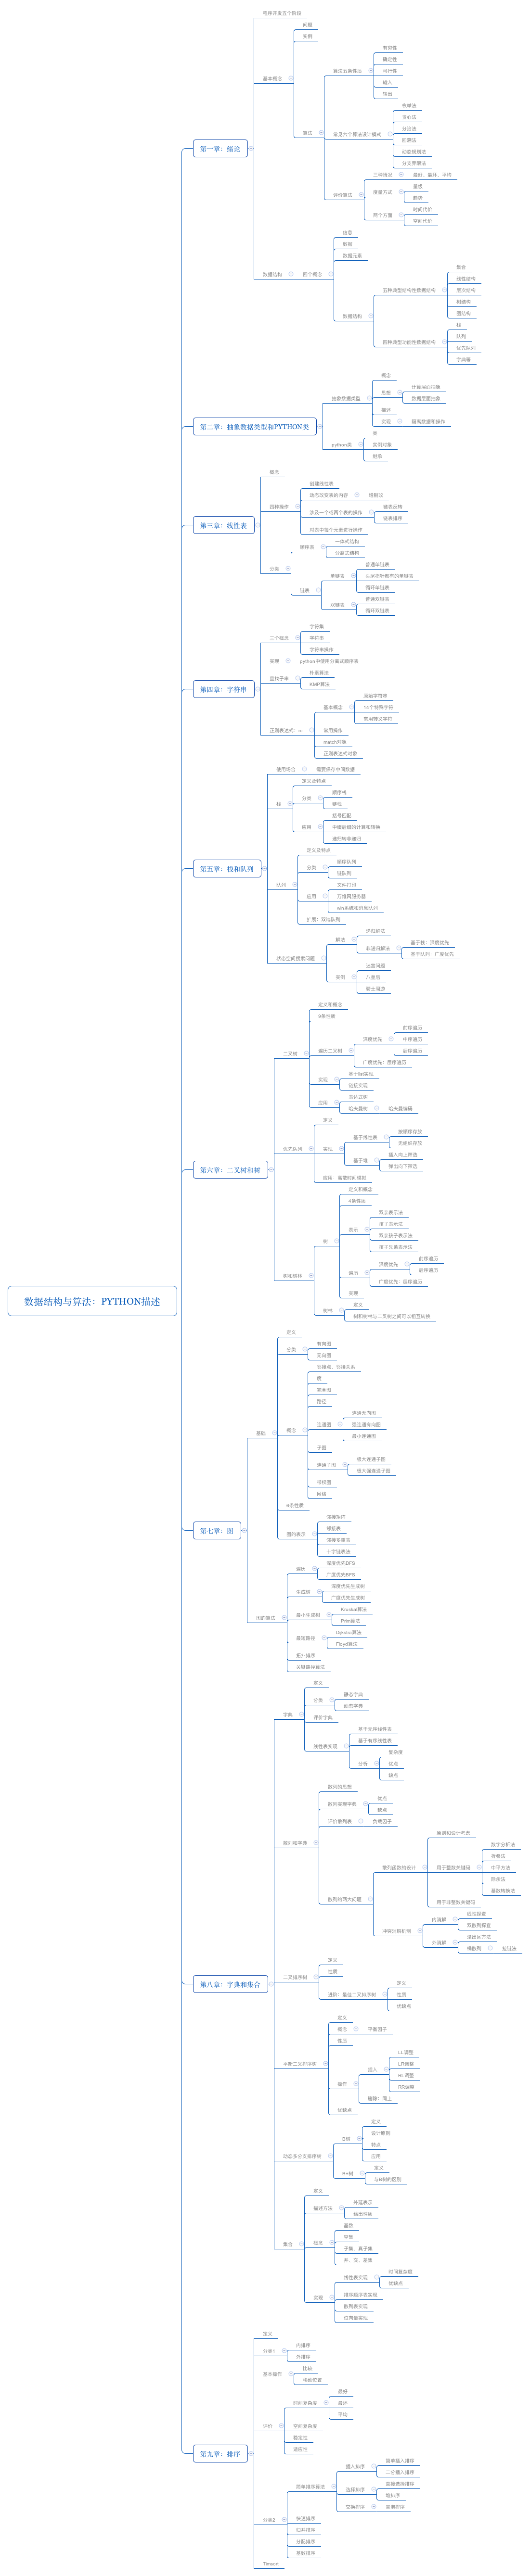 数据结构与算法：PYTHON描述
第一章：绪论
程序开发五个阶段
基本概念
问题
实例
算法
算法五条性质
有穷性
确定性
可行性
输入
输出
常见六个算法设计模式
枚举法
贪心法
分治法
回溯法
动态规划法
分支界限法
评价算法
三种情况
最好、最坏、平均
度量方式
量级
趋势
两个方面
时间代价
空间代价
数据结构
四个概念
信息
数据
数据元素
数据结构
五种典型结构性数据结构
集合
线性结构
层次结构
树结构
图结构
四种典型功能性数据结构
栈
队列
优先队列
字典等
第二章：抽象数据类型和PYTHON类
抽象数据类型
概念
思想
计算层面抽象
数据层面抽象
描述
实现
隔离数据和操作
python类
类
实例对象
继承
第三章：线性表
概念
四种操作
创建线性表
动态改变表的内容
增删改
涉及一个或两个表的操作
链表反转
链表排序
对表中每个元素进行操作
分类
顺序表
一体式结构
分离式结构
链表
单链表
普通单链表
头尾指针都有的单链表
循环单链表
双链表
普通双链表
循环双链表
第四章：字符串
三个概念
字符集
字符串
字符串操作
实现
python中使用分离式顺序表
查找子串
朴素算法
KMP算法
正则表达式：re
基本概念
原始字符串
14个特殊字符
常用转义字符
常用操作
match对象
正则表达式对象
第五章：栈和队列
使用场合
需要保存中间数据
栈
定义及特点
分类
顺序栈
链栈
应用
括号匹配
中缀后缀的计算和转换
递归转非递归
队列
定义及特点
分类
顺序队列
链队列
应用
文件打印
万维网服务器
win系统和消息队列
扩展：双端队列
状态空间搜索问题
解法
递归解法
非递归解法
基于栈：深度优先
基于队列：广度优先
实例
迷宫问题
八皇后
骑士周游
第六章：二叉树和树
二叉树
定义和概念
9条性质
遍历二叉树
深度优先
前序遍历
中序遍历
后序遍历
广度优先：层序遍历
实现
基于list实现
链接实现
应用
表达式树
哈夫曼树
哈夫曼编码
优先队列
定义
实现
基于线性表
按顺序存放
无组织存放
基于堆
插入向上筛选
弹出向下筛选
应用：离散时间模拟
树和树林
树
定义和概念
6条性质
表示
双亲表示法
孩子表示法
双亲孩子表示法
孩子兄弟表示法
遍历
深度优先
前序遍历
后序遍历
广度优先：层序遍历
实现
树林
定义
树和树林与二叉树之间可以相互转换
第七章：图
基础
定义
分类
有向图
无向图
概念
邻接点、邻接关系
度
完全图
路径
连通图
连通无向图
强连通有向图
最小连通图
子图
连通子图
极大连通子图
极大强连通子图
带权图
网络
6条性质
图的表示
邻接矩阵
邻接表
邻接多重表
十字链表法
图的算法
遍历
深度优先DFS
广度优先BFS
生成树
深度优先生成树
广度优先生成树
最小生成树
Kruskal算法
Prim算法
最短路径
Dijkstra算法
Floyd算法
拓扑排序
关键路径算法
第八章：字典和集合
字典
定义
分类
静态字典
动态字典
评价字典
线性表实现
基于无序线性表
基于有序线性表
分析
复杂度
优点
缺点
散列和字典
散列的思想
散列实现字典
优点
缺点
评价散列表
负载因子
散列的两大问题
散列函数的设计
原则和设计考虑
用于整数关键码
数字分析法
折叠法
中平方法
除余法
基数转换法
用于非整数关键码
冲突消解机制
内消解
线性探查
双散列探查
外消解
溢出区方法
桶散列
拉链法
二叉排序树
定义
性质
进阶：最佳二叉排序树
定义
性质
优缺点
平衡二叉排序树
定义
概念
平衡因子
性质
操作
插入
LL调整
LR调整
RL调整
RR调整
删除：同上
优缺点
动态多分支排序树
B树
定义
设计原则
特点
应用
B+树
定义
与B树的区别
集合
定义
描述方法
外延表示
给出性质
概念
基数
空集
子集、真子集
并、交、差集
实现
线性表实现
时间复杂度
优缺点
排序顺序表实现
散列表实现
位向量实现
第九章：排序
定义
分类1
内排序
外排序
基本操作
比较
移动位置
评价
时间复杂度
最好
最坏
平均
空间复杂度
稳定性
适应性
分类2
简单排序算法
插入排序
简单插入排序
二分插入排序
选择排序
直接选择排序
堆排序
交换排序
冒泡排序
快速排序
归并排序
分配排序
基数排序
Timsort